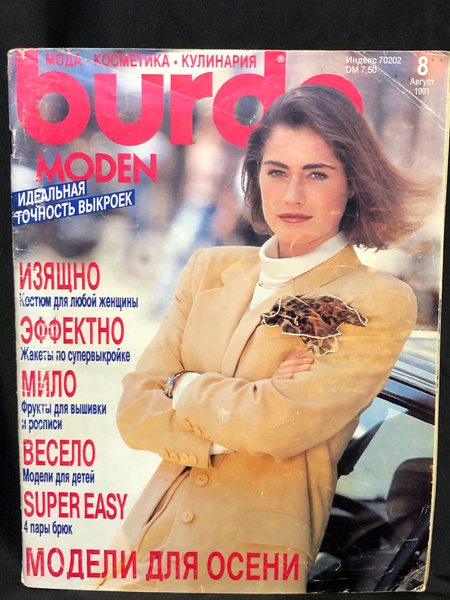 МОДА · КОСМЕТИКА · КУЛИНАРИЯ
burda®
MODEN
Индекс 70202
DM 7,50
8
Август
1991
ИДЕАЛЬНАЯ
ТОЧНОСТЬ ВЫКРОЕК
ИЗЯЩНО
Костюм для любой женщины
ЭФФЕКТНО
Жакеты по супервыкройке
МИЛО
Фрукты для вышивки
и росписи
ВЕСЕЛО
Модели для детей
SUPER EASY
4 пары брюк
МОДЕЛИ ДЛЯ ОСЕНИ